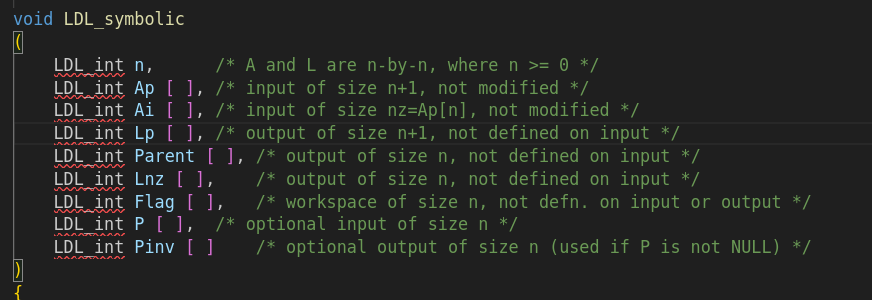 void LDL_symbolic
(
    LDL_int n,      /* A and L are n-by-n, where n >= 0 */
    LDL_int Ap [ ], /* input of size n+1, not modified */
    LDL_int Ai [ ], /* input of size nz=Ap[n], not modified */
    LDL_int Lp [ ], /* output of size n+1, not defined on input */
    LDL_int Parent [ ], /* output of size n, not defined on input */
    LDL_int Lnz [ ],    /* output of size n, not defined on input */
    LDL_int Flag [ ],   /* workspace of size n, not defn. on input or output */
    LDL_int P [ ],  /* optional input of size n */
    LDL_int Pinv [ ]    /* optional output of size n (used if P is not NULL) */
)
{